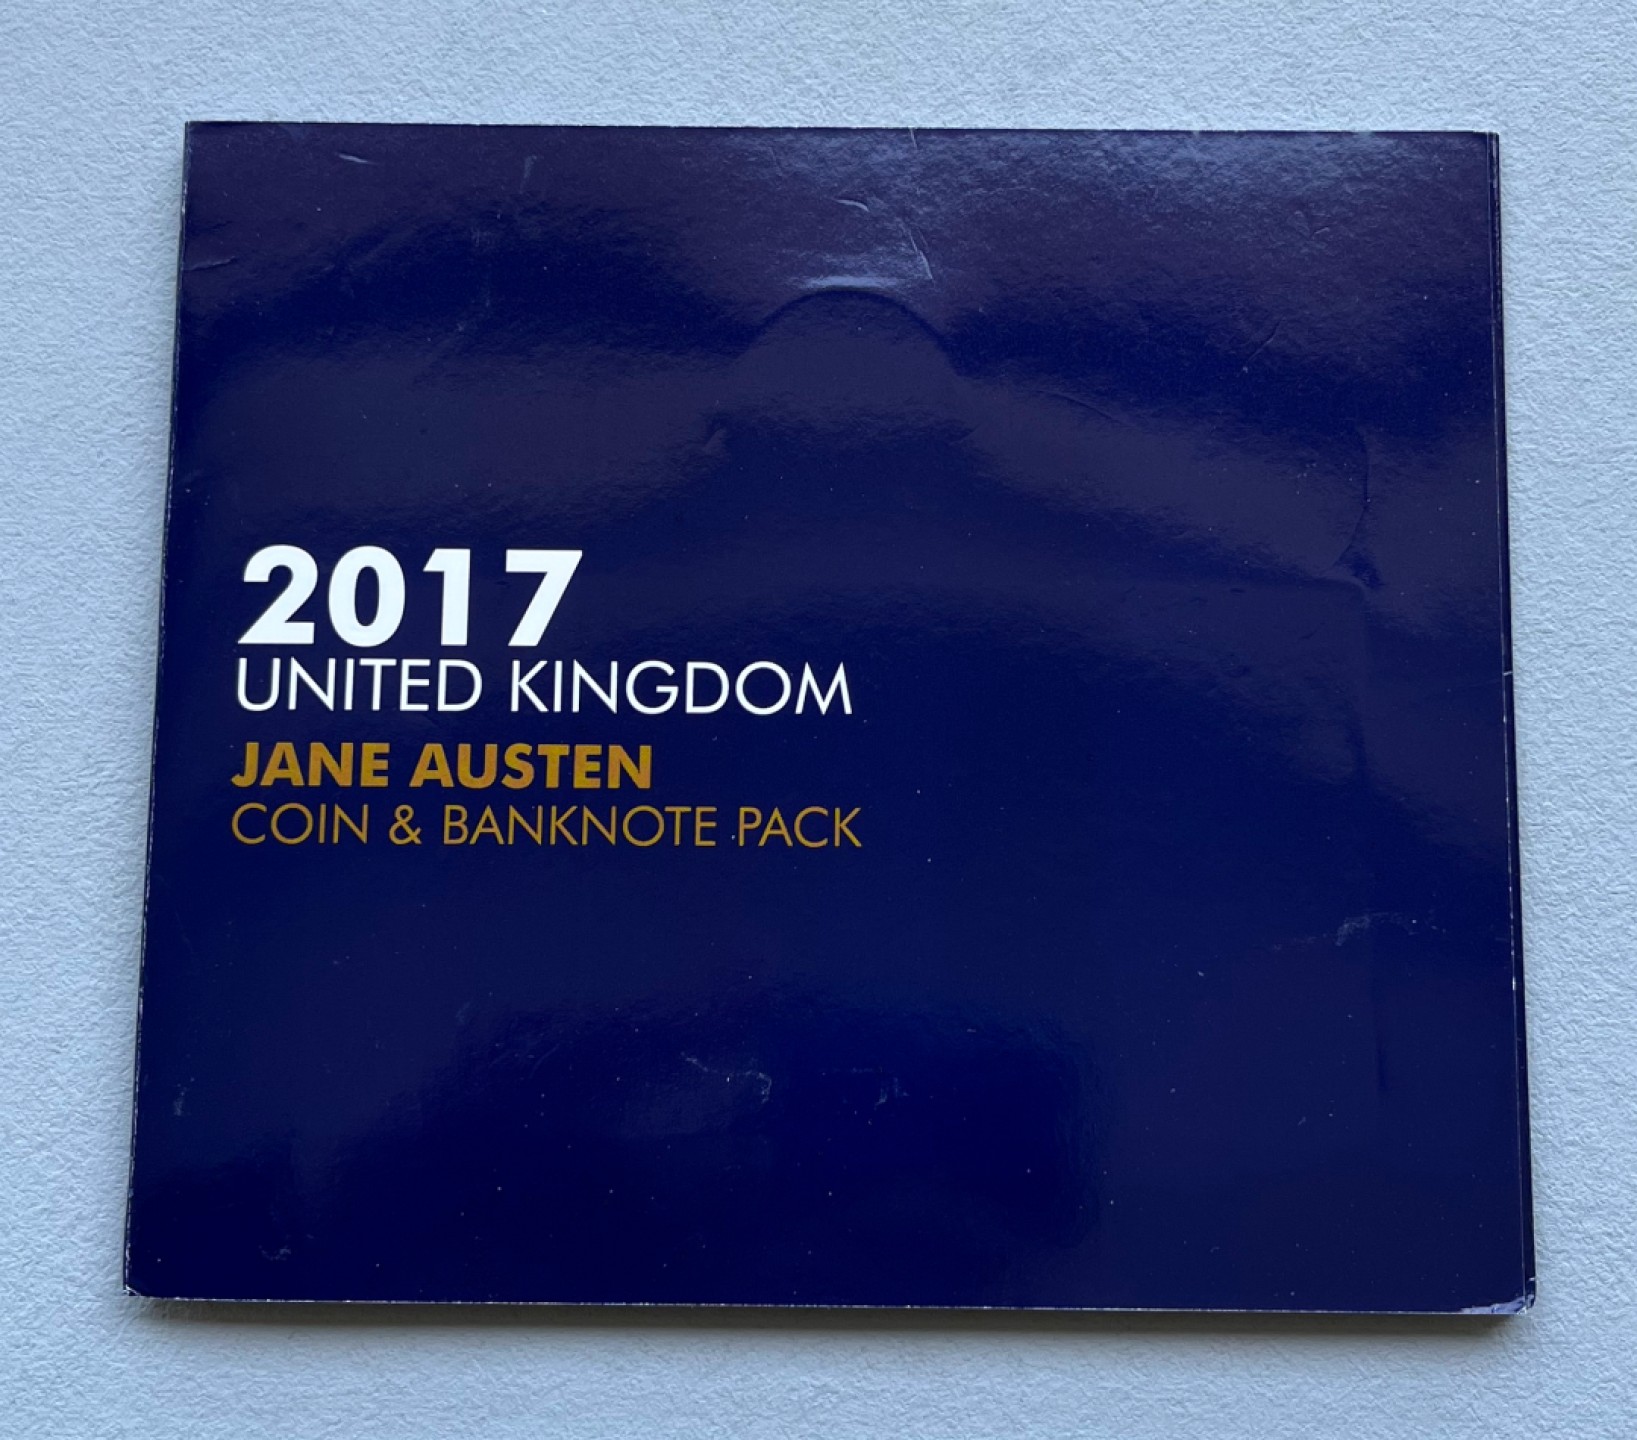 2017
UNITED KINGDOM
JANE AUSTEN
COIN & BANKNOTE PACK